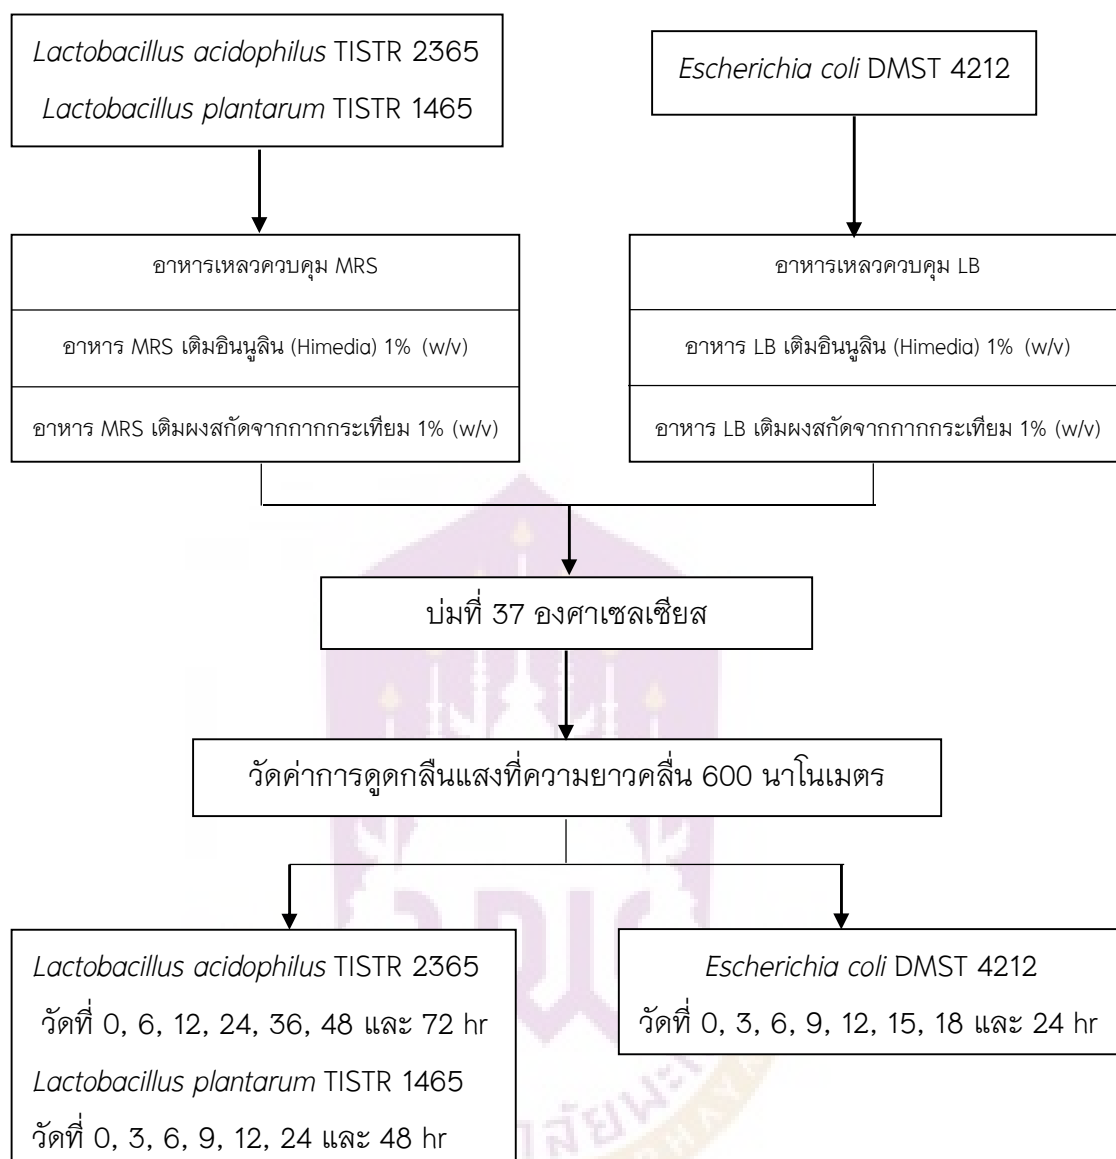 Lactobacillus acidophilus TISTR 2365
Lactobacillus plantarum TISTR 1465
Escherichia coli DMST 4212
อาหารเหลวควบคุม MRS
อาหาร MRS เติมอินนูลิน (Himedia) 1% (w/v)
อาหาร MRS เติมผงสกัดจากกากกระเทียม 1% (w/v)
อาหารเหลวควบคุม LB
อาหาร LB เติมอินนูลิน (Himedia) 1% (w/v)
อาหาร LB เติมผงสกัดจากกากกระเทียม 1% (w/v)
บ่มที่ 37 องศาเซลเซียส
วัดค่าการดูดกลืนแสงที่ความยาวคลื่น 600 นาโนเมตร
Lactobacillus acidophilus TISTR 2365
วัดที่ 0, 6, 12, 24, 36, 48 และ 72 hr
Lactobacillus plantarum TISTR 1465
วัดที่ 0, 3, 6, 9, 12, 24 และ 48 hr
Escherichia coli DMST 4212
วัดที่ 0, 3, 6, 9, 12, 15, 18 และ 24 hr